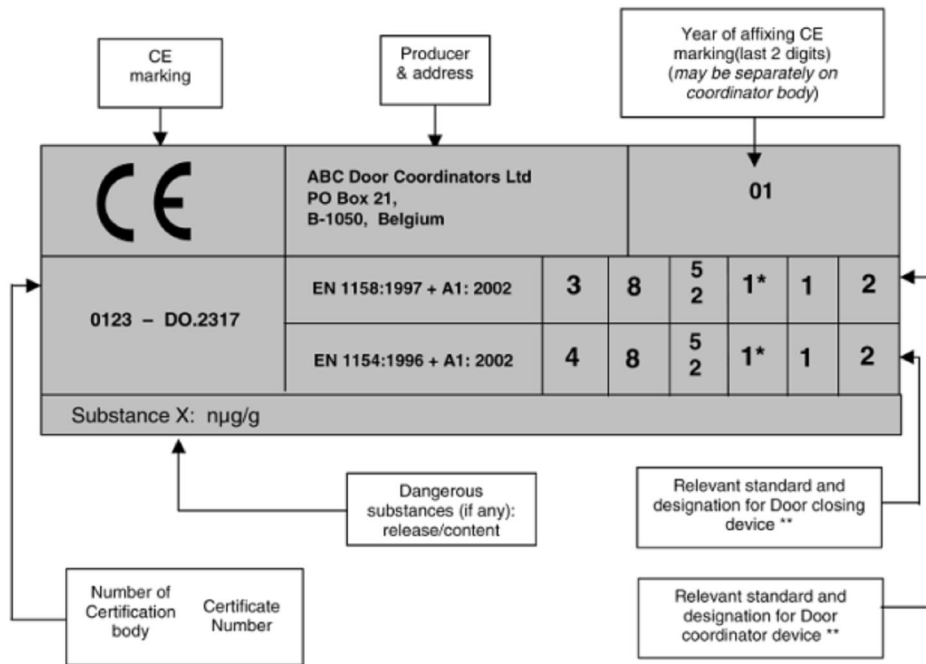 CE
marking
Producer
& address
Year of affixing CE
marking(last 2 digits)
(may be separately on
coordinator body)
CE
ABC Door Coordinators Ltd
PO Box 21,
B-1050, Belgium
01
0123 – DO.2317
EN 1158:1997 + A1: 2002 3 8 5 2 1* 1 2
EN 1154:1996 + A1: 2002 4 8 5 2 1* 1 2
Substance X: nµg/g
Dangerous
substances (if any):
release/content
Relevant standard and
designation for Door closing
device **
Number of
Certification
body
Certificate
Number
Relevant standard and
designation for Door
coordinator device **